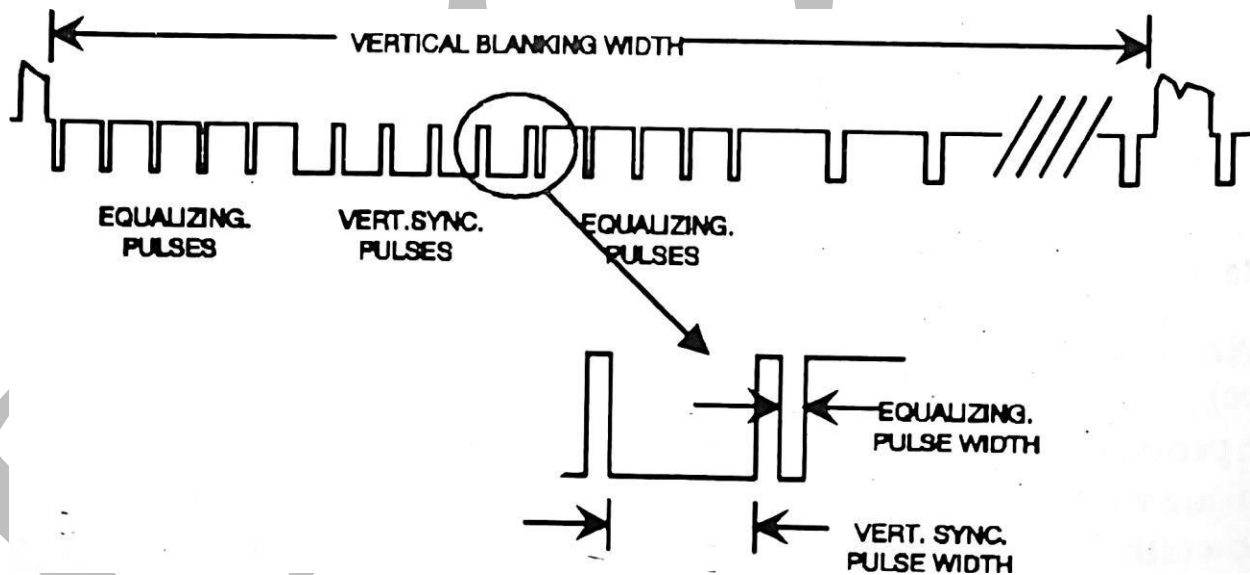 VERTICAL BLANKING WIDTH
EQUALIZING.
PULSES
VERT.SYNC.
PULSES
EQUALIZING.
PULSES
EQUALIZING.
PULSE WIDTH
VERT. SYNC.
PULSE WIDTH